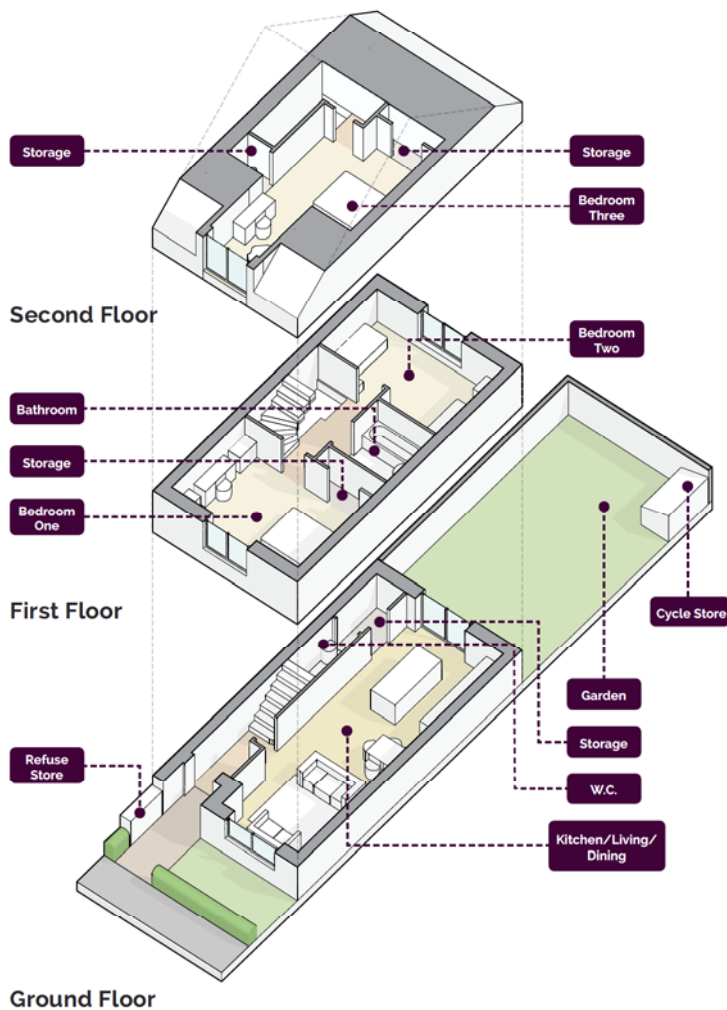 Storage
Storage
Bedroom
Three
Second Floor
Bedroom
Two
Bathroom
Storage
Bedroom
One
First Floor
Cycle Store
Garden
Storage
Refuse
Store
W.C.
Kitchen/Living/
Dining
Ground Floor